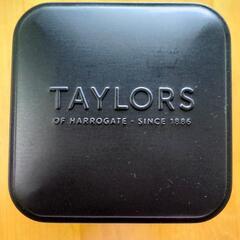 TAYLORS
OF HARROGATE - SINCE 1886